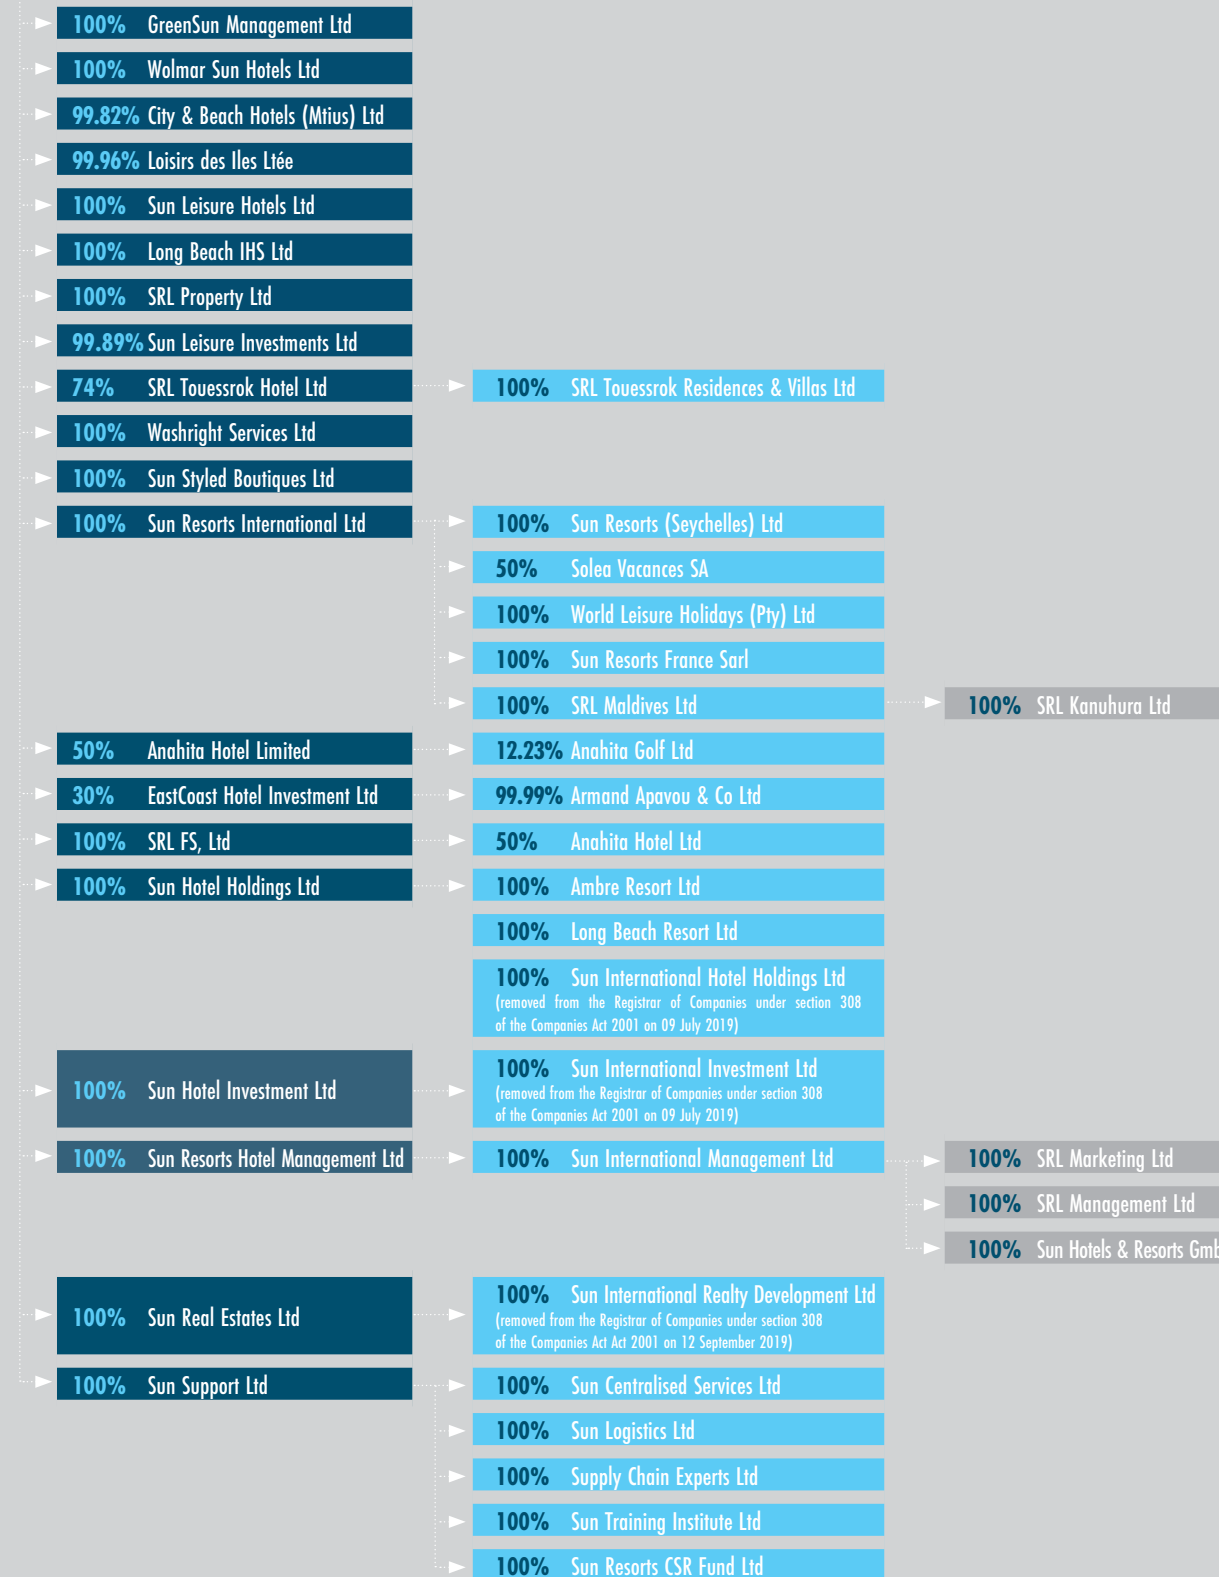 100% GreenSun Management Ltd
100% Wolmar Sun Hotels Ltd
99.82% City & Beach Hotels (Mtius) Ltd
99.96% Loisirs des Iles Ltée
100% Sun Leisure Hotels Ltd
100% Long Beach IHS Ltd
100% SRL Property Ltd
99.89% Sun Leisure Investments Ltd
74% SRL Touessrok Hotel Ltd
100% SRL Touessrok Residences & Villas Ltd
100% Washright Services Ltd
100% Sun Styled Boutiques Ltd
100% Sun Resorts International Ltd
100% Sun Resorts (Seychelles) Ltd
50% Solea Vacances SA
100% World Leisure Holidays (Pty) Ltd
100% Sun Resorts France Sarl
100% SRL Maldives Ltd
100% SRL Kanuhura Ltd
50% Anahita Hotel Limited
12.23% Anahita Golf Ltd
30% EastCoast Hotel Investment Ltd
99.99% Armand Apavou & Co Ltd
100% SRL FS, Ltd
50% Anahita Hotel Ltd
100% Sun Hotel Holdings Ltd
100% Ambre Resort Ltd
100% Long Beach Resort Ltd
100% Sun International Hotel Holdings Ltd
(removed from the Registrar of Companies under section 308
of the Companies Act 2001 on 09 July 2019)
100% Sun Hotel Investment Ltd
100% Sun International Investment Ltd
(removed from the Registrar of Companies under section 308
of the Companies Act 2001 on 09 July 2019)
100% Sun Resorts Hotel Management Ltd
100% Sun International Management Ltd
100% SRL Marketing Ltd
100% SRL Management Ltd
100% Sun Hotels & Resorts Gmb
100% Sun Real Estates Ltd
100% Sun International Realty Development Ltd
(removed from the Registrar of Companies under section 308
of the Companies Act Act 2001 on 12 September 2019)
100% Sun Support Ltd
100% Sun Centralised Services Ltd
100% Sun Logistics Ltd
100% Supply Chain Experts Ltd
100% Sun Training Institute Ltd
100% Sun Resorts CSR Fund Ltd